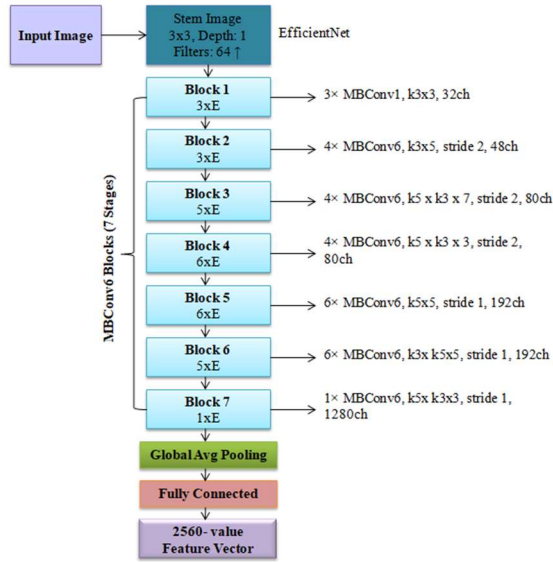 Input Image
Stem Image
3x3, Depth: 1
Filters: 64 ↑
EfficientNet
MBConv6 Blocks (7 Stages)
Block 1
3xE
3× MBConv1, k3x3, 32ch
Block 2
3xE
4× MBConv6, k3x5, stride 2, 48ch
Block 3
5xE
4× MBConv6, k5 x k3 x 7, stride 2, 80ch
Block 4
6xE
4× MBConv6, k5 x k3 x 3, stride 2,
80ch
Block 5
6xE
6× MBConv6, k5x5, stride 1, 192ch
Block 6
5xE
6× MBConv6, k3x k5x5, stride 1, 192ch
Block 7
1xE
1× MBConv6, k5x k3x3, stride 1,
1280ch
Global Avg Pooling
Fully Connected
2560- value
Feature Vector